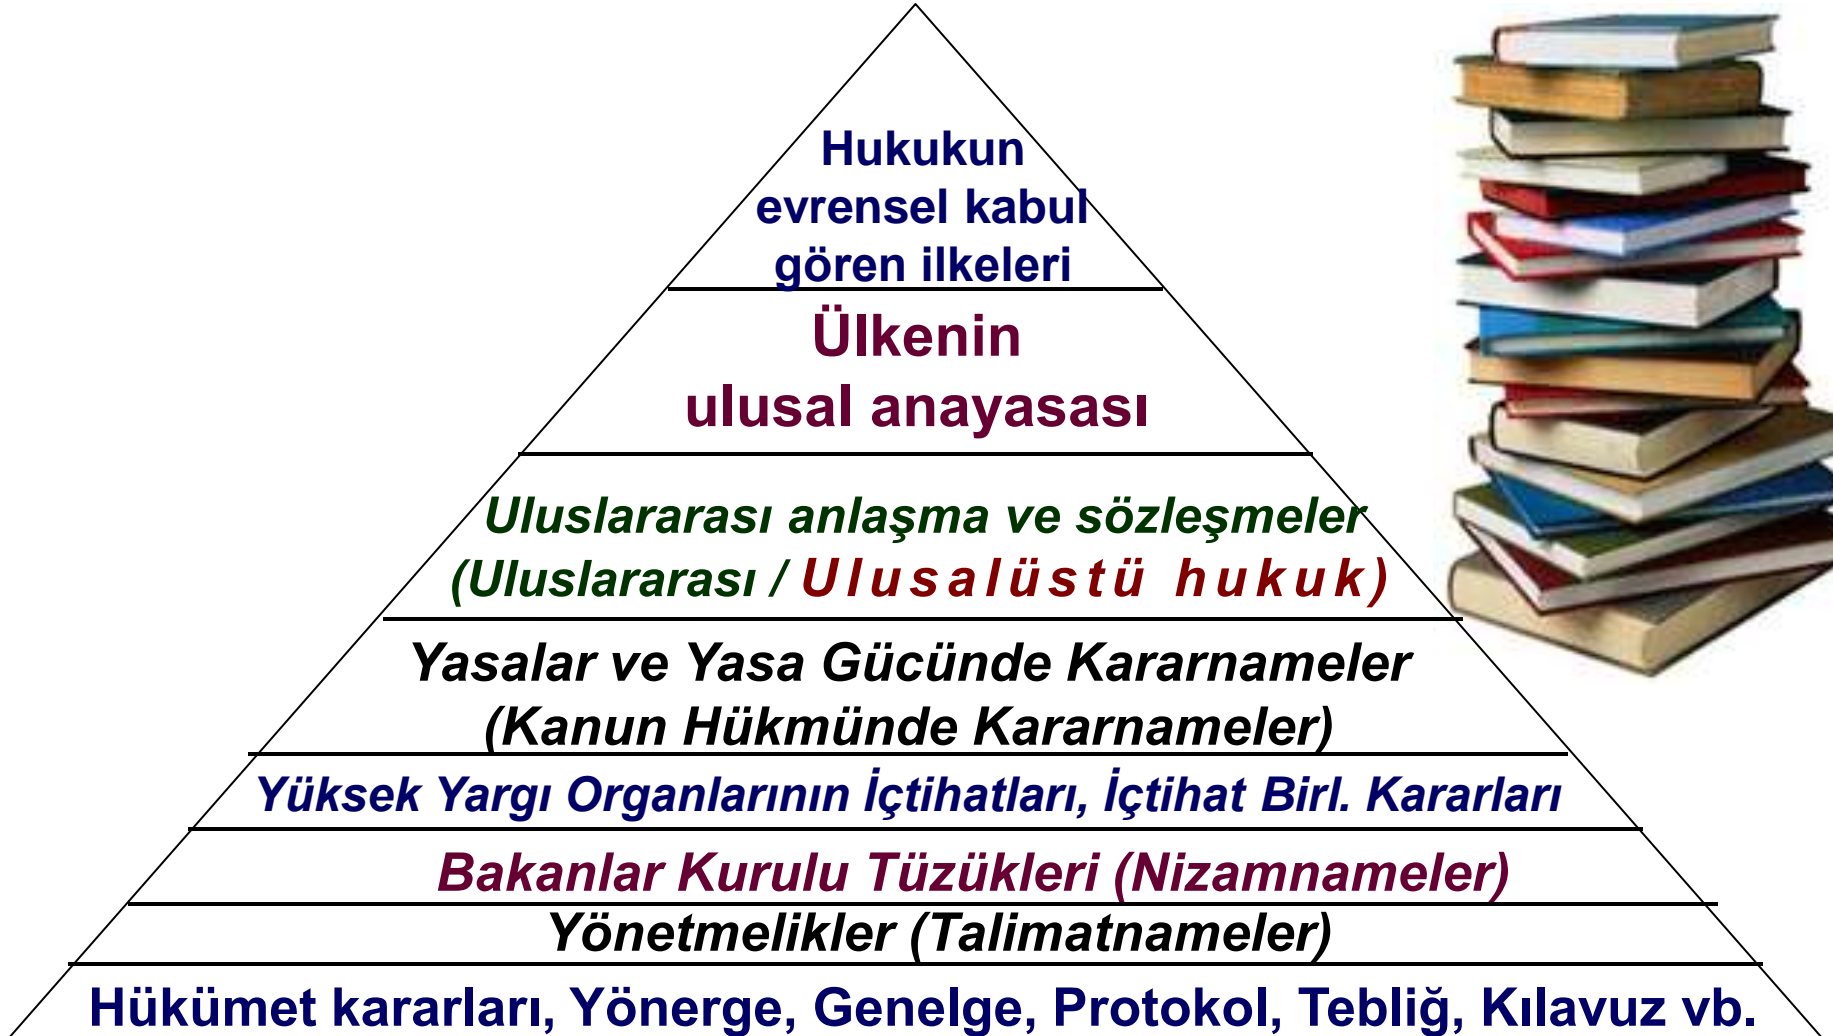 Hukukun
evrensel kabul
gören ilkeleri
Ülkenin
ulusal anayasası
Uluslararası anlaşma ve sözleşmeler
(Uluslararası / Ulusalüstü hukuk)
Yasalar ve Yasa Gücünde Kararnameler
(Kanun Hükmünde Kararnameler)
Yüksek Yargı Organlarının İçtihatları, İçtihat Birl. Kararları
Bakanlar Kurulu Tüzükleri (Nizamnameler)
Yönetmelikler (Talimatnameler)
Hükümet kararları, Yönerge, Genelge, Protokol, Tebliğ, Kılavuz vb.